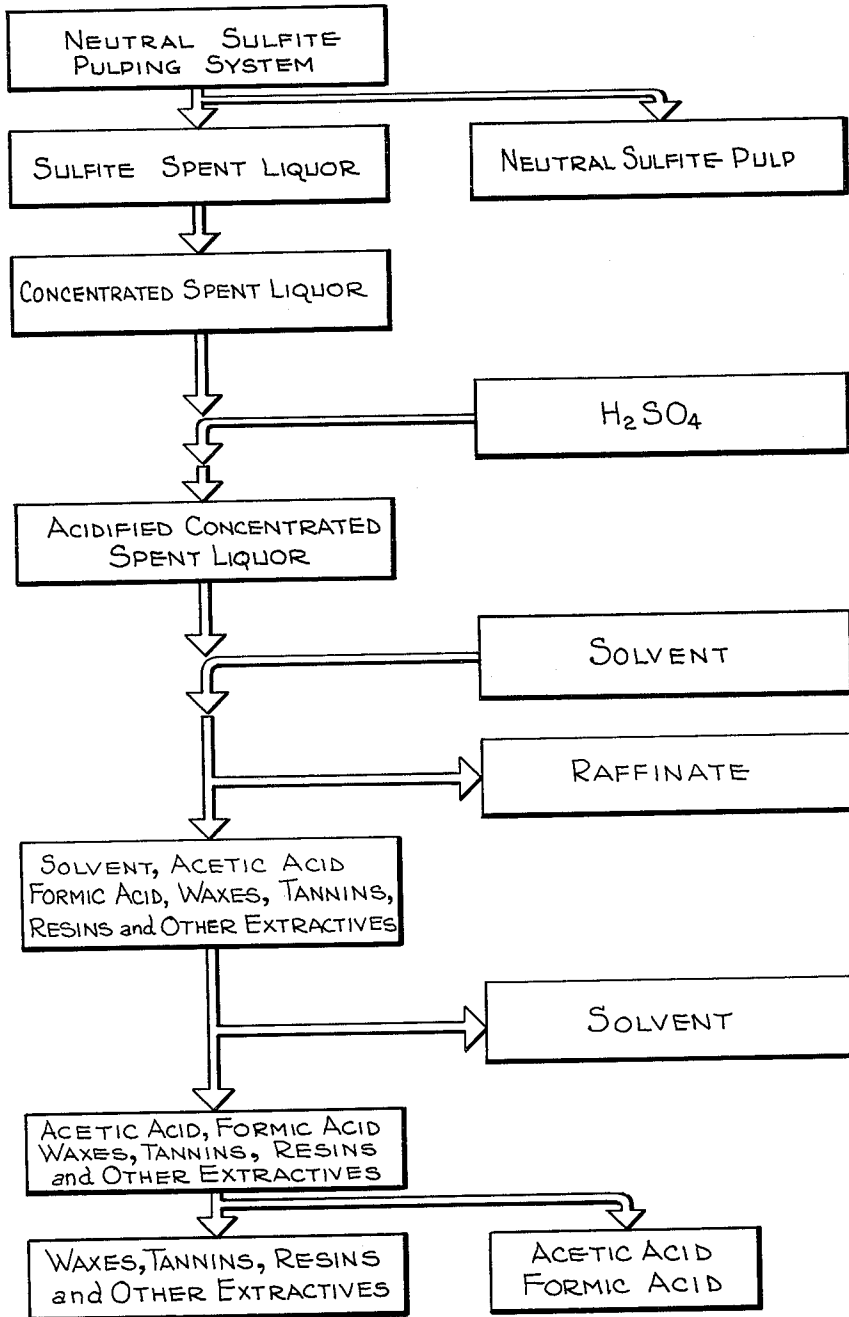 NEUTRAL SULFITE
PULPING SYSTEM
SULFITE SPENT LIQUOR
NEUTRAL SULFITE PULP
CONCENTRATED SPENT LIQUOR
H₂SO₄
ACIDIFIED CONCENTRATED
SPENT LIQUOR
SOLVENT
RAFFINATE
SOLVENT, ACETIC ACID
FORMIC ACID, WAXES, TANNINS,
RESINS and OTHER EXTRACTIVES
SOLVENT
ACETIC ACID, FORMIC ACID
WAXES, TANNINS, RESINS
and OTHER EXTRACTIVES
WAXES, TANNINS, RESINS
and OTHER EXTRACTIVES
ACETIC ACID
FORMIC ACID